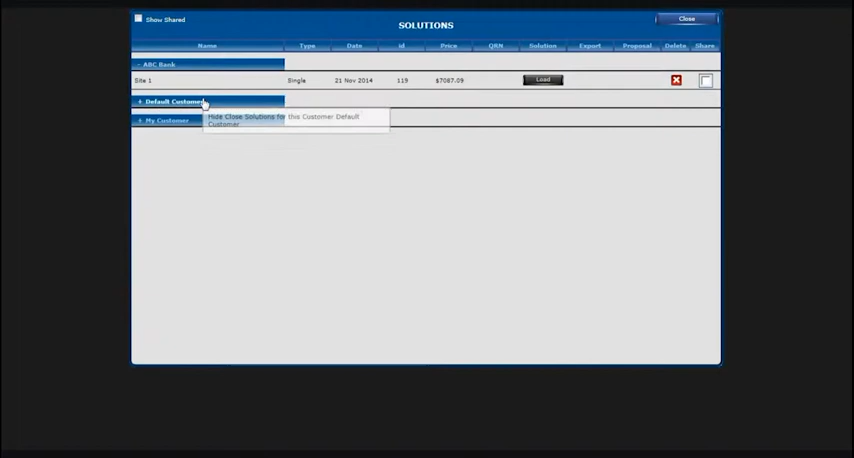 Show Shared
SOLUTIONS
Close
Name Type Date id Price QRN Solution Export Proposal Delete Share
- ABC Bank
Site 1 Single 21 Nov 2014 119 $7087.09 Load
+ Default Customer
Hide Close Solutions for this Customer Default
Customer
+ My Customer